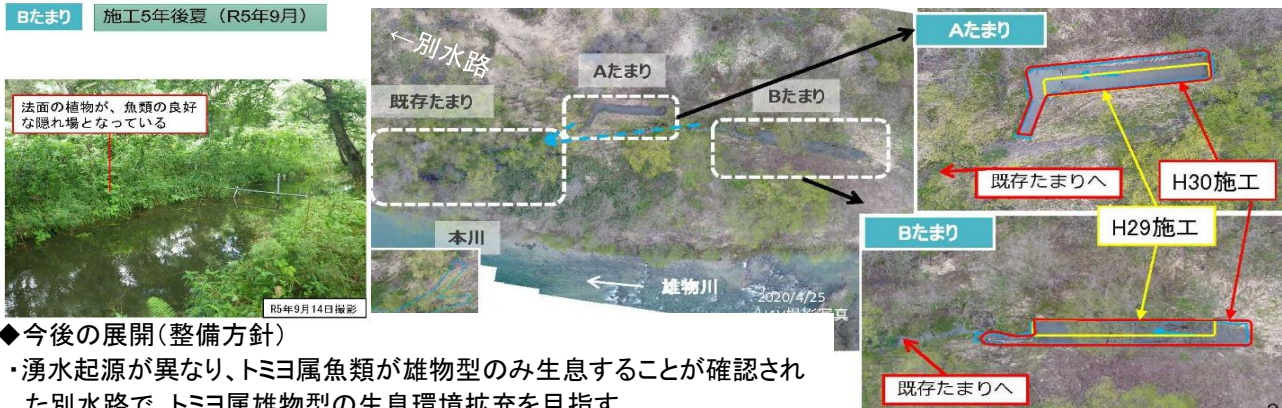 Bたまり
施工5年後夏（R5年9月）
法面の植物が、魚類の良好
な隠れ場となっている
R5年9月14日撮影
←別水路
既存たまり
Aたまり
Bたまり
本川
← 雄物川
2020/4/25
Aたまり
既存たまりへ
H30施工
H29施工
Bたまり
既存たまりへ
◆今後の展開（整備方針）
・湧水起源が異なり、トミヨ属魚類が雄物型のみ生息することが確認され
た別水路で、トミヨ属雄物型の生息環境拡充を目指す